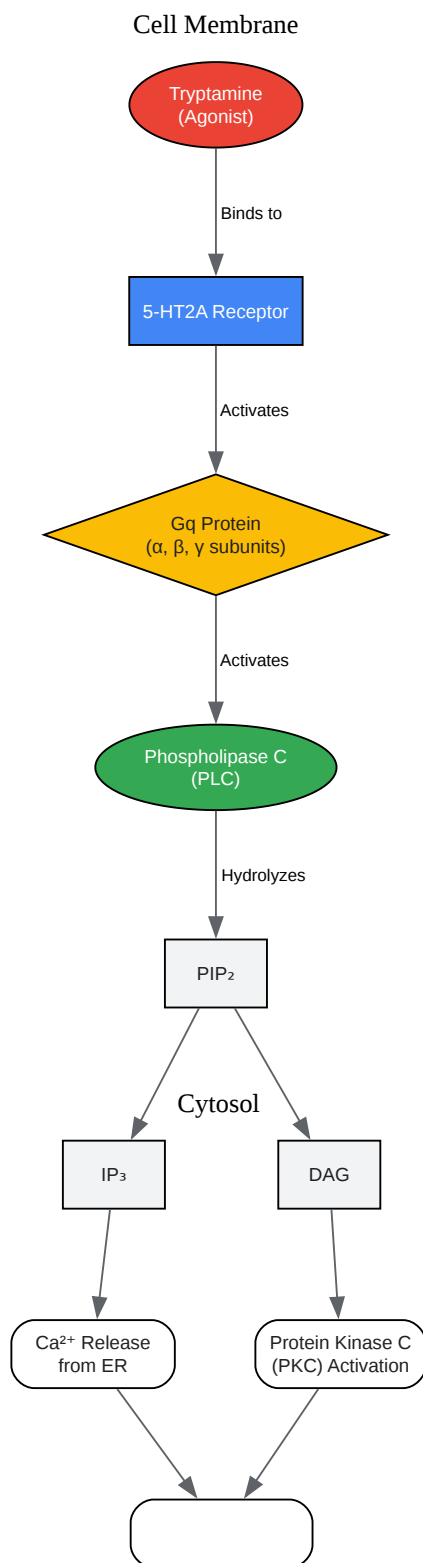 Cell Membrane
Tryptamine
(Agonist)
Binds to
5-HT2A Receptor
Activates
Gq Protein
(α, β, γ subunits)
Activates
Phospholipase C
(PLC)
Hydrolyzes
PIP₂
Cytosol
IP₃
DAG
Ca²⁺ Release
from ER
Protein Kinase C
(PKC) Activation